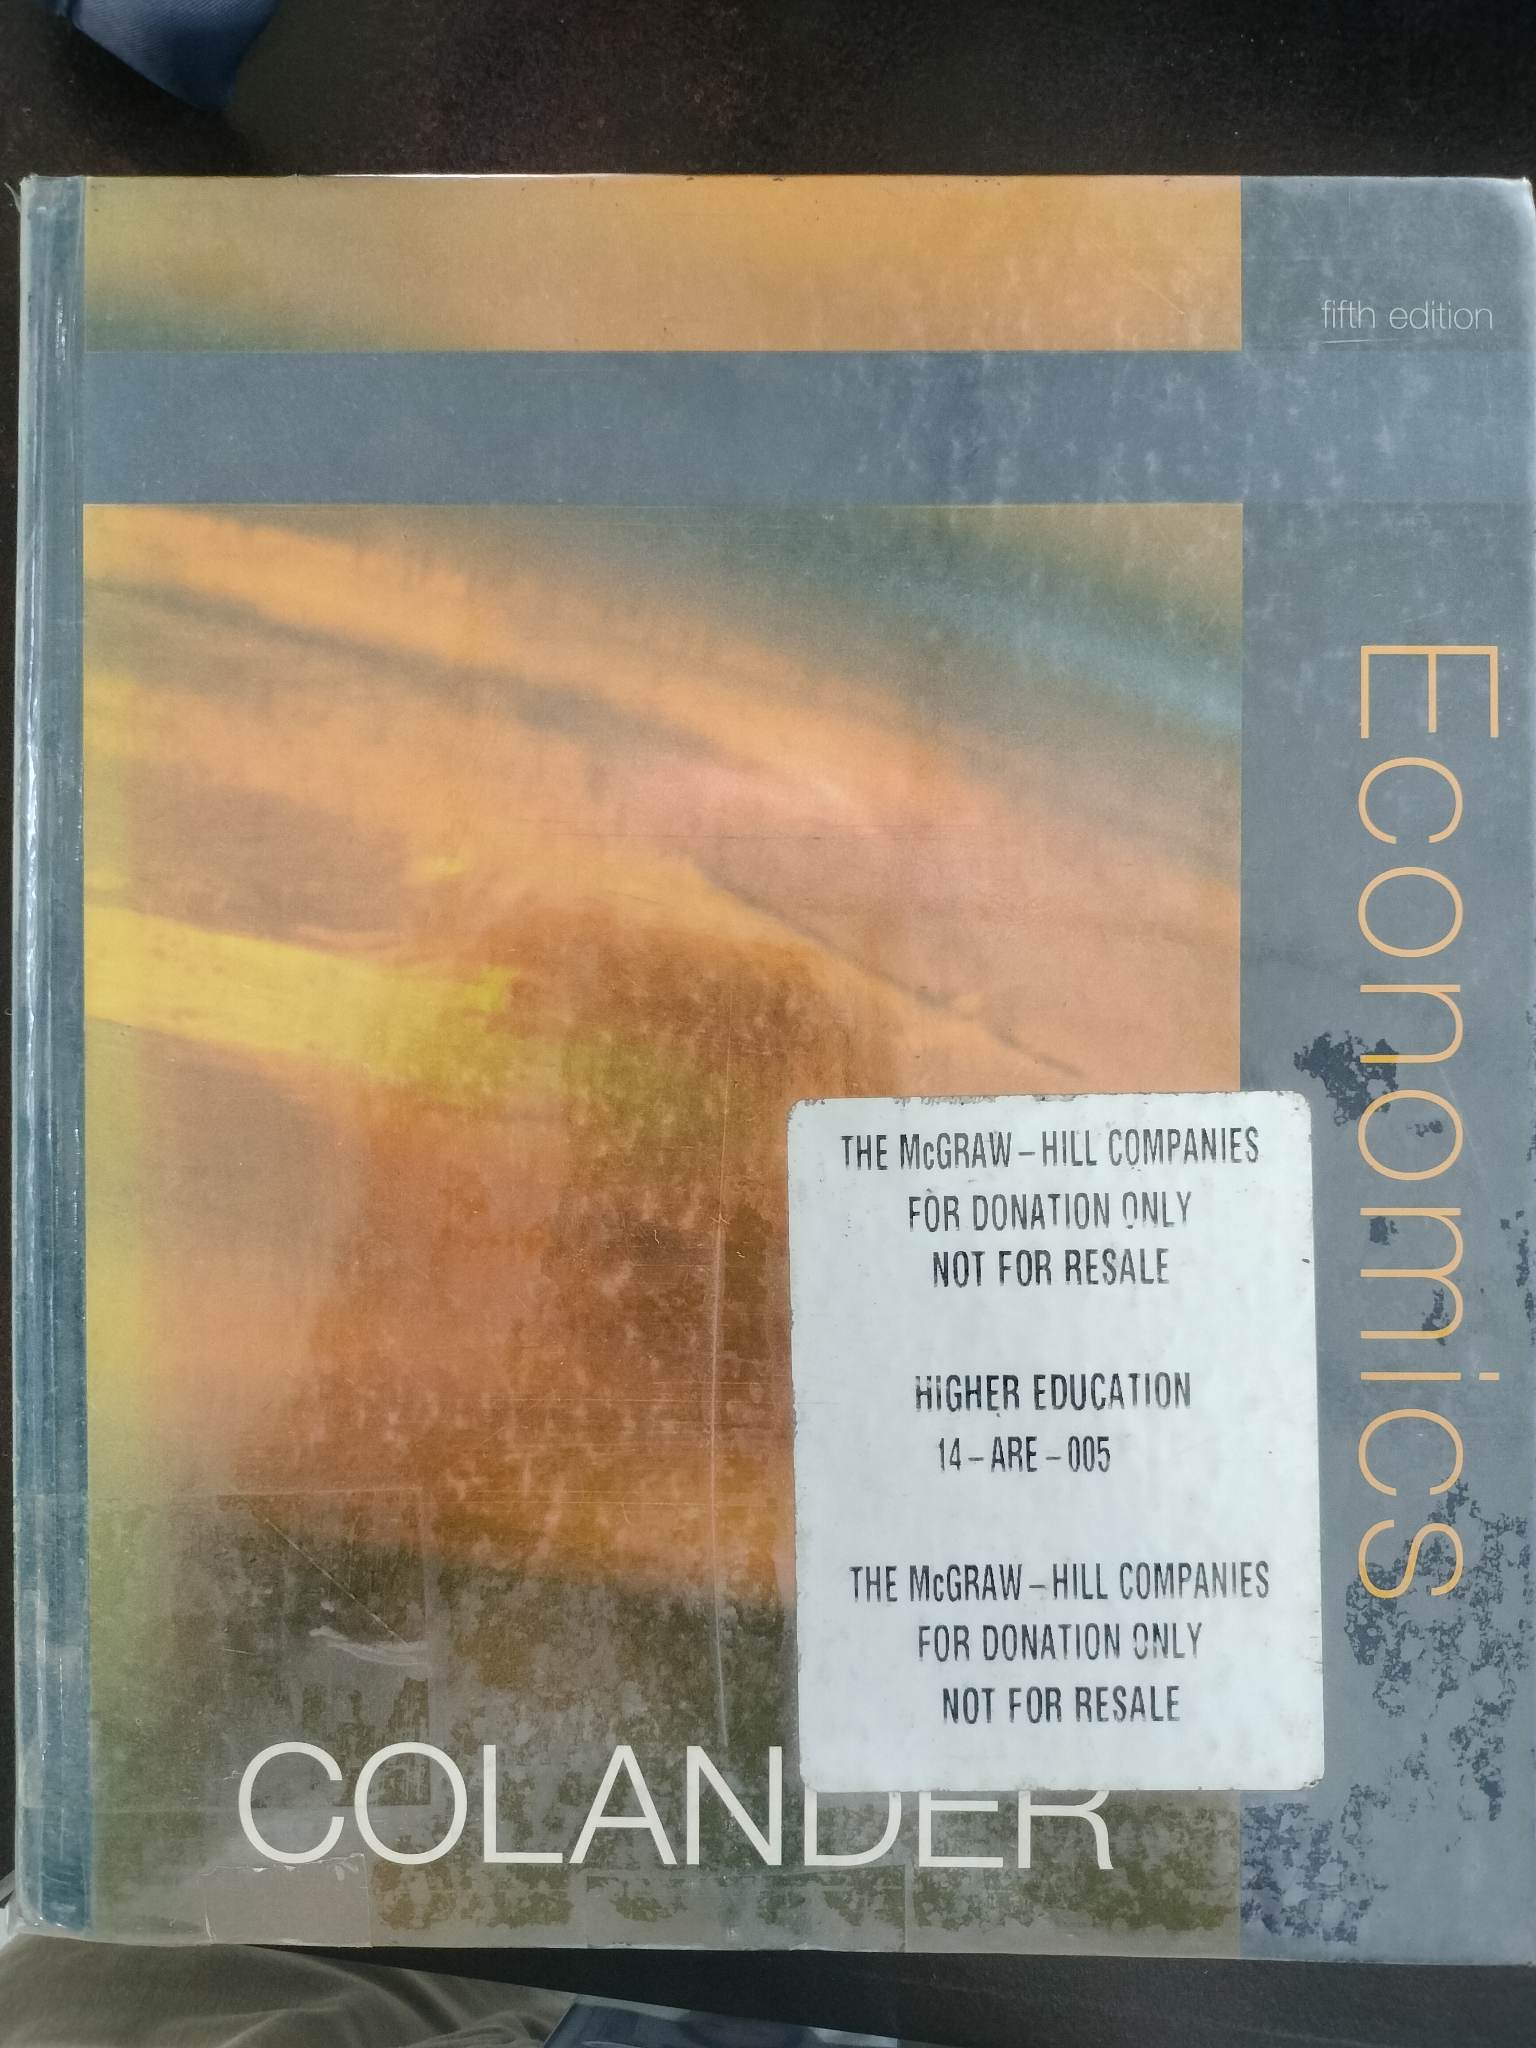 fifth edition
Economics
THE McGRAW-HILL COMPANIES
FOR DONATION ONLY
NOT FOR RESALE
HIGHER EDUCATION
14-ARE-005
THE McGRAW-HILL COMPANIES
FOR DONATION ONLY
NOT FOR RESALE
COLANDER